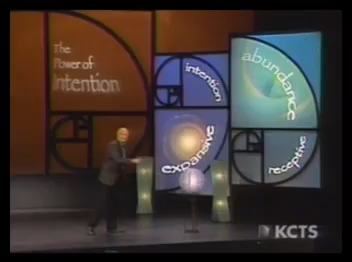 The
Power of
Intention
intention
expansive
abundance
receptive
KCTS